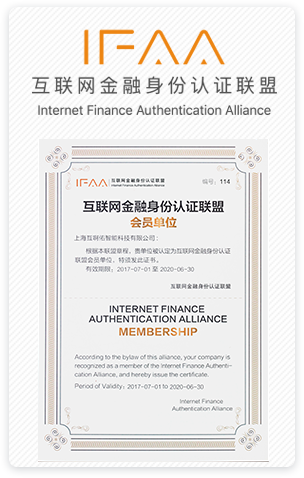 IFAA
互联网金融身份认证联盟
Internet Finance Authentication Alliance
IFAA 互联网金融身份认证联盟
Internet Finance Authentication Alliance
编号：114
互联网金融身份认证联盟
会员单位
上海互啊佑智能科技有限公司：
根据本联盟章程，贵单位被认定为互联网金融身份认证
联盟会员单位，特颁发此证书。
有效期限：2017-07-01 至 2020-06-30
互联网金融身份认证联盟
INTERNET FINANCE
AUTHENTICATION ALLIANCE
MEMBERSHIP
According to the bylaw of this alliance, your company is
recognized as a member of the Internet Finance Authenti-
cation Alliance, and hereby issue the certificate.
Period of Validity: 2017-07-01 to 2020-06-30
Internet Finance
Authentication Alliance